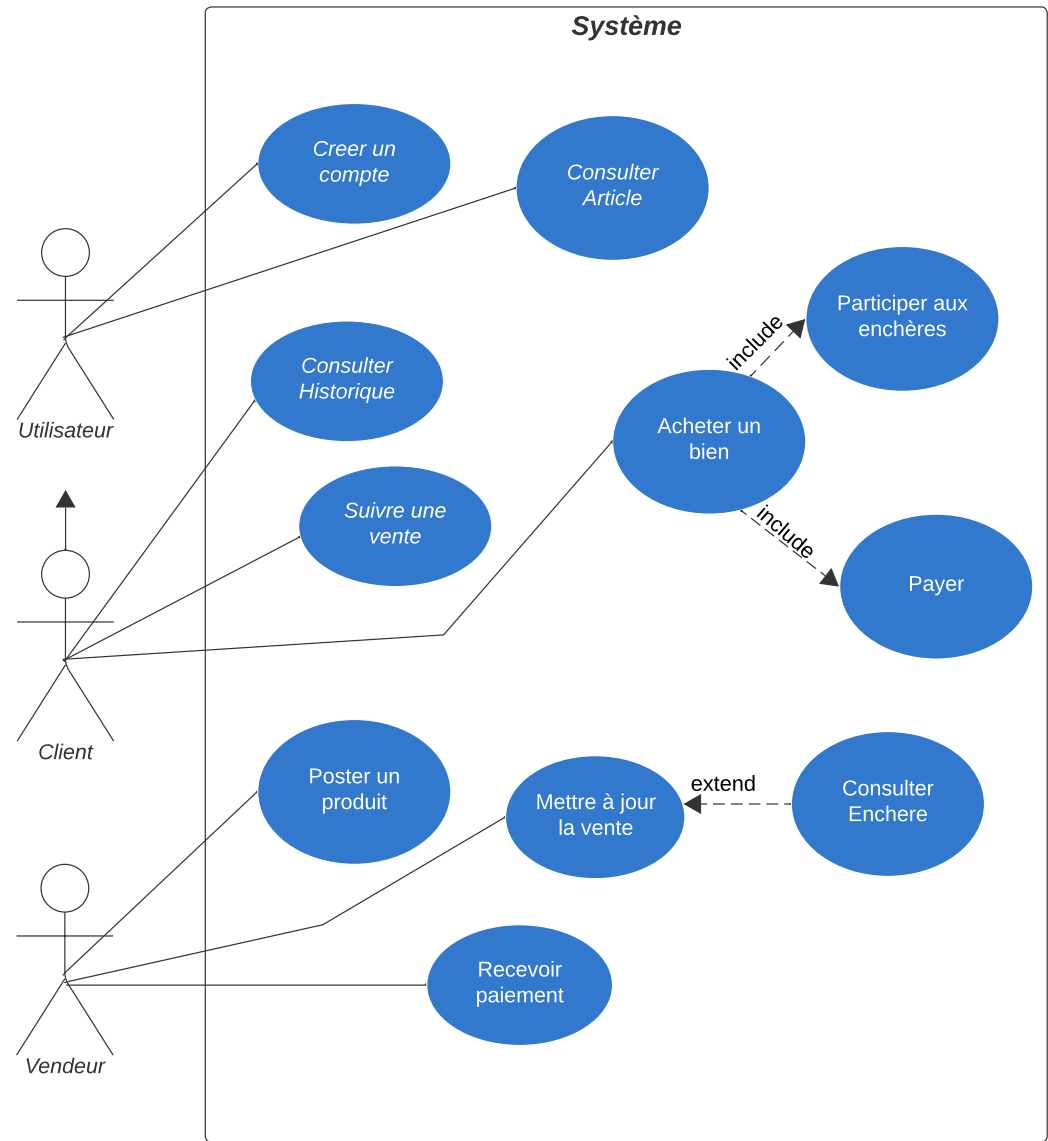 Système
Creer un
compte
Consulter
Article
Utilisateur
Participer aux
enchères
include
Consulter
Historique
Acheter un
bien
Suivre une
vente
include
Payer
Client
Poster un
produit
Mettre à jour
la vente
extend
Consulter
Enchere
Recevoir
paiement
Vendeur